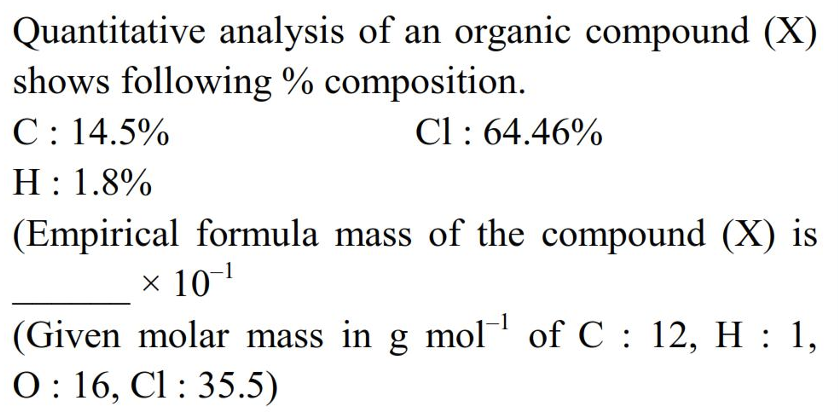 Quantitative analysis of an organic compound (X)
shows following % composition.
C : 14.5% Cl : 64.46%
H : 1.8%
(Empirical formula mass of the compound (X) is
______ × 10⁻¹
(Given molar mass in g mol⁻¹ of C : 12, H : 1,
O : 16, Cl : 35.5)